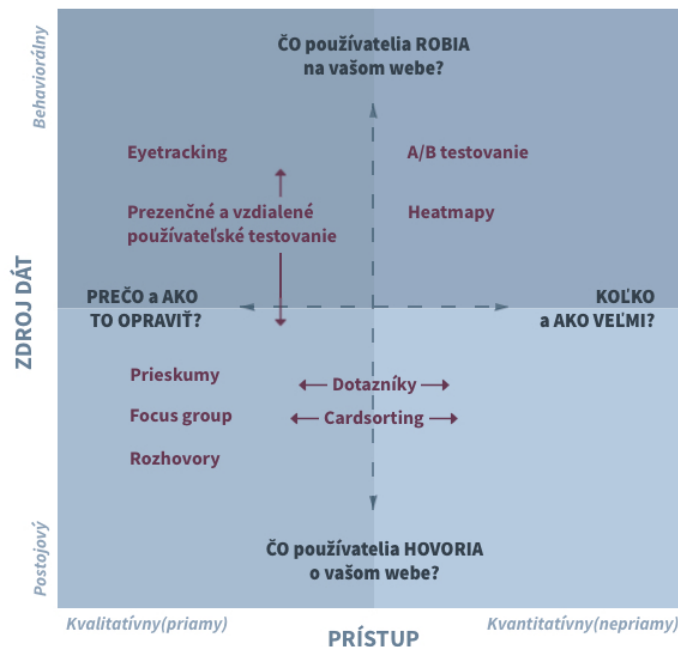 Behaviorálny
ČO používatelia ROBIA
na vašom webe?
Eyetracking
A/B testovanie
Prezenčné a vzdialené
používateľské testovanie
Heatmapy
ZDROJ DÁT
PREČO a AKO
TO OPRAVIŤ?
KOĽKO
a AKO VEĽMI?
Prieskumy
Dotazníky
Focus group
Cardsorting
Rozhovory
Postojový
ČO používatelia HOVORIA
o vašom webe?
Kvalitatívny(priamy)
Kvantitatívny(nepriamy)
PRÍSTUP